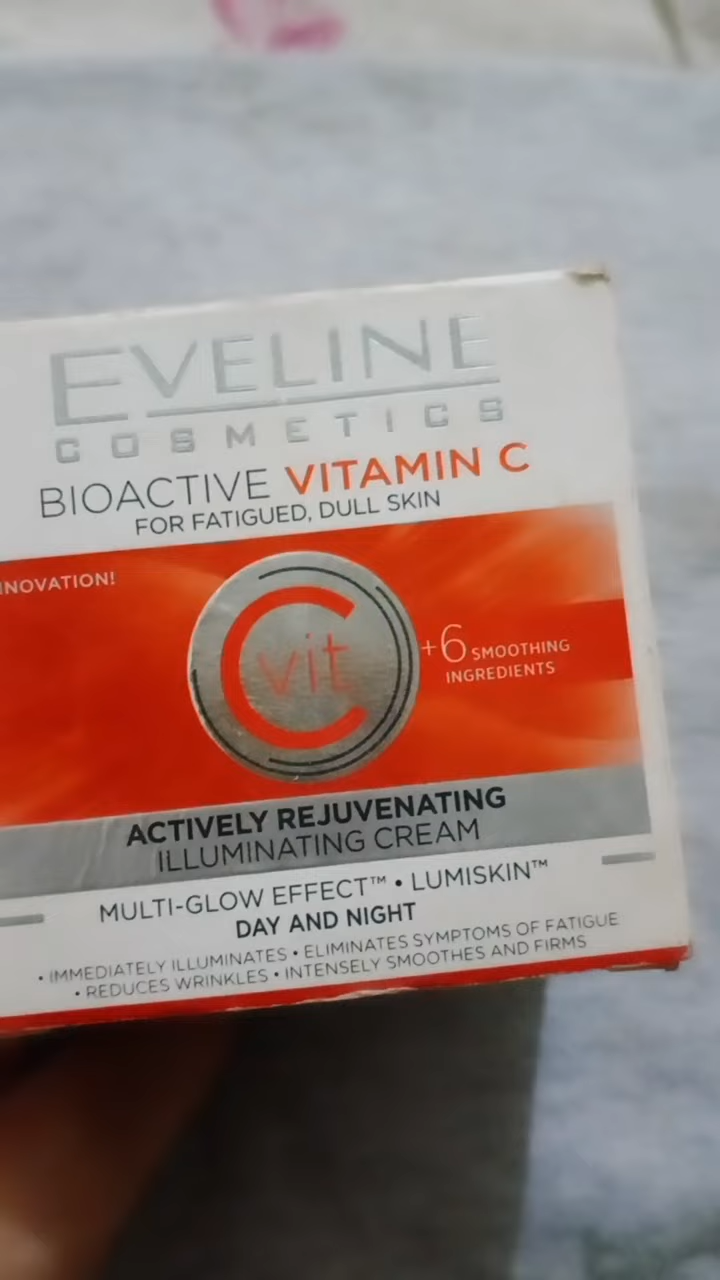 EVELINE
COSMETICS
BIOACTIVE VITAMIN C
FOR FATIGUED, DULL SKIN
NNOVATION!
C vit
+6 SMOOTHING
INGREDIENTS
ACTIVELY REJUVENATING
ILLUMINATING CREAM
MULTI-GLOW EFFECT™ • LUMISKIN™
DAY AND NIGHT
• IMMEDIATELY ILLUMINATES • ELIMINATES SYMPTOMS OF FATIGUE
• REDUCES WRINKLES • INTENSELY SMOOTHES AND FIRMS